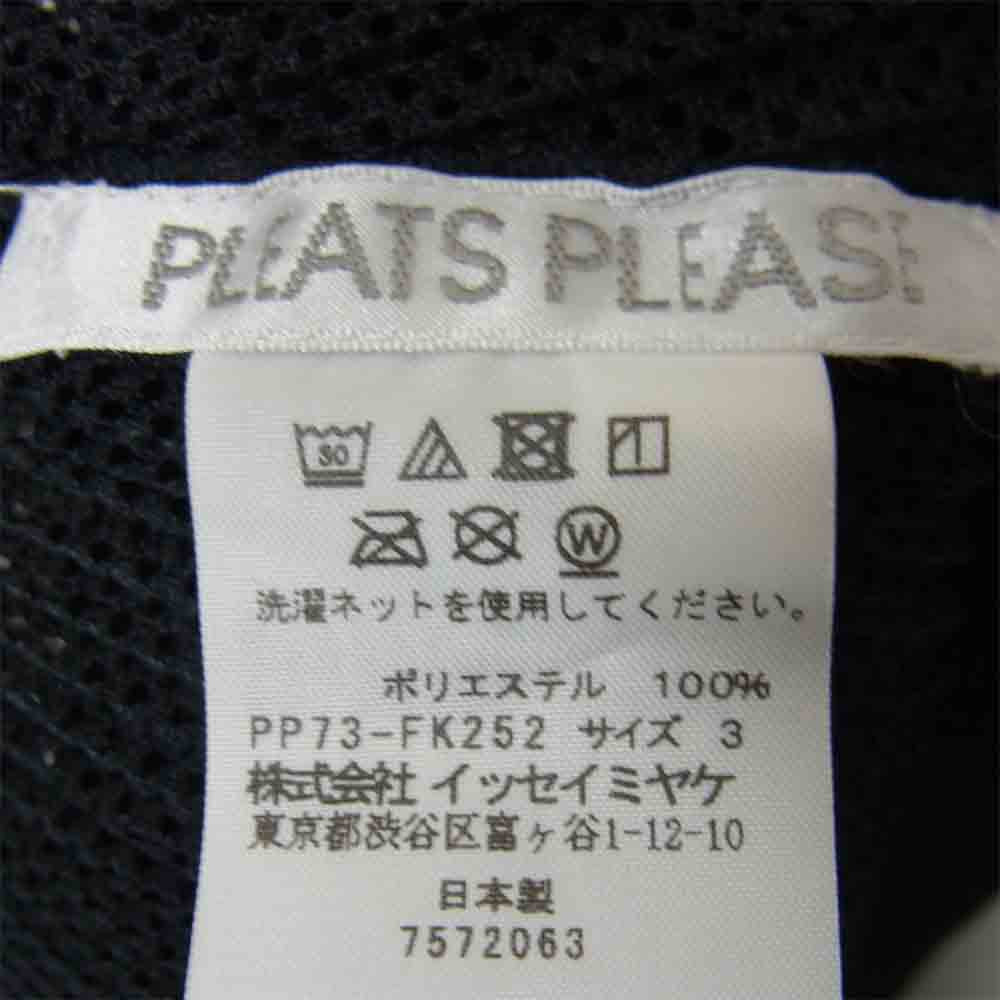 PLEATS PLEASE
30
W
洗濯ネットを使用してください。
ポリエステル 100%
PP73-FK252 サイズ 3
株式会社 イッセイミヤケ
東京都渋谷区富ヶ谷1-12-10
日本製
7572063